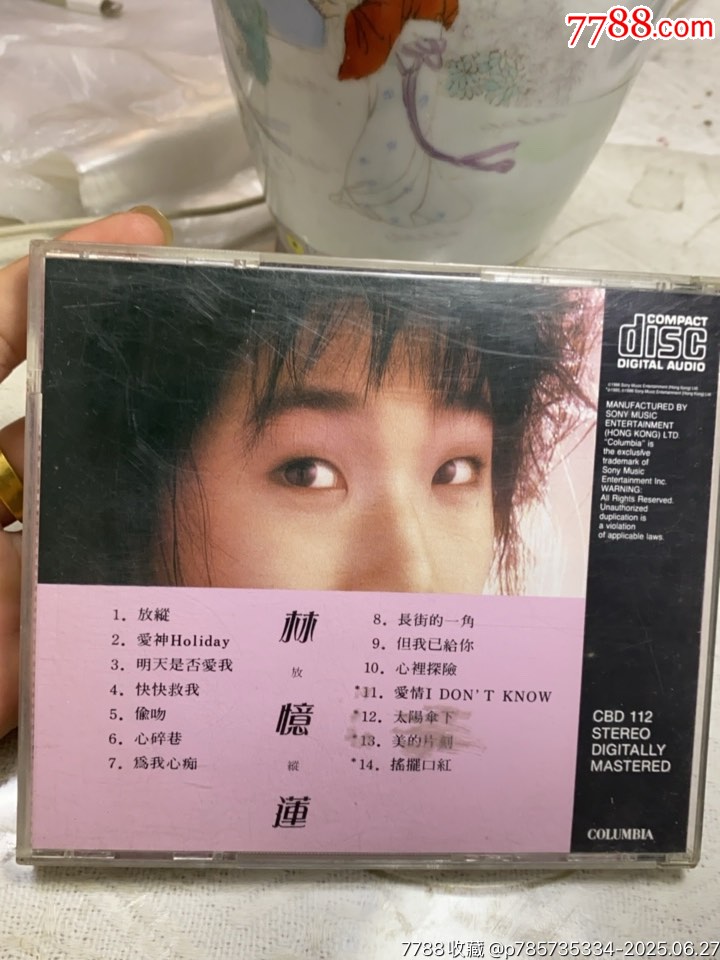 7788.com
COMPACT
disc
DIGITAL AUDIO
MANUFACTURED BY
SONY MUSIC
ENTERTAINMENT
(HONG KONG) LTD.
"Columbia" is
the exclusive
trademark of
Sony Music
Entertainment Inc.
WARNING:
All Rights Reserved.
Unauthorized
duplication is
a violation
of applicable laws.
1. 放縱
2. 愛神Holiday
3. 明天是否愛我
4. 快快救我
5. 偷吻
6. 心碎巷
7. 爲我心痴
林
放
憶
縱
蓮
8. 長街的一角
9. 但我已給你
10. 心裡探險
*11. 愛情I DON'T KNOW
*12. 太陽傘下
*13. 美的片刻
*14. 搖擺口紅
CBD 112
STEREO
DIGITALLY
MASTERED
COLUMBIA
7788收藏 @p785735334-2025.06.27